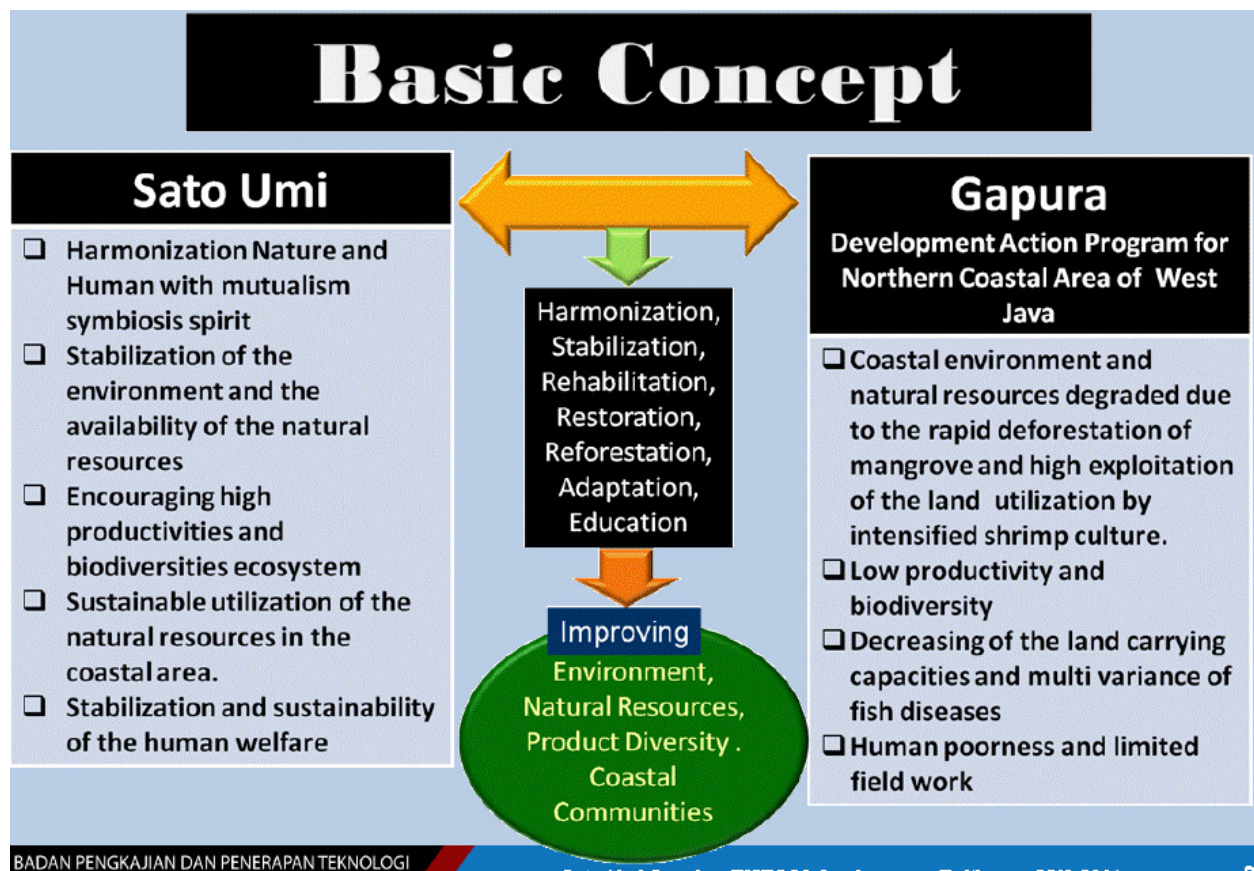 Basic Concept
Sato Umi
❑ Harmonization Nature and
Human with mutualism
symbiosis spirit
❑ Stabilization of the
environment and the
availability of the natural
resources
❑ Encouraging high
productivities and
biodiversities ecosystem
❑ Sustainable utilization of the
natural resources in the
coastal area.
❑ Stabilization and sustainability
of the human welfare
Harmonization,
Stabilization,
Rehabilitation,
Restoration,
Reforestation,
Adaptation,
Education
Improving
Environment,
Natural Resources,
Product Diversity .
Coastal
Communities
Gapura
Development Action Program for
Northern Coastal Area of West
Java
❑ Coastal environment and
natural resources degraded due
to the rapid deforestation of
mangrove and high exploitation
of the land utilization by
intensified shrimp culture.
❑ Low productivity and
biodiversity
❑ Decreasing of the land carrying
capacities and multi variance of
fish diseases
❑ Human poorness and limited
field work
BADAN PENGKAJIAN DAN PENERAPAN TEKNOLOGI